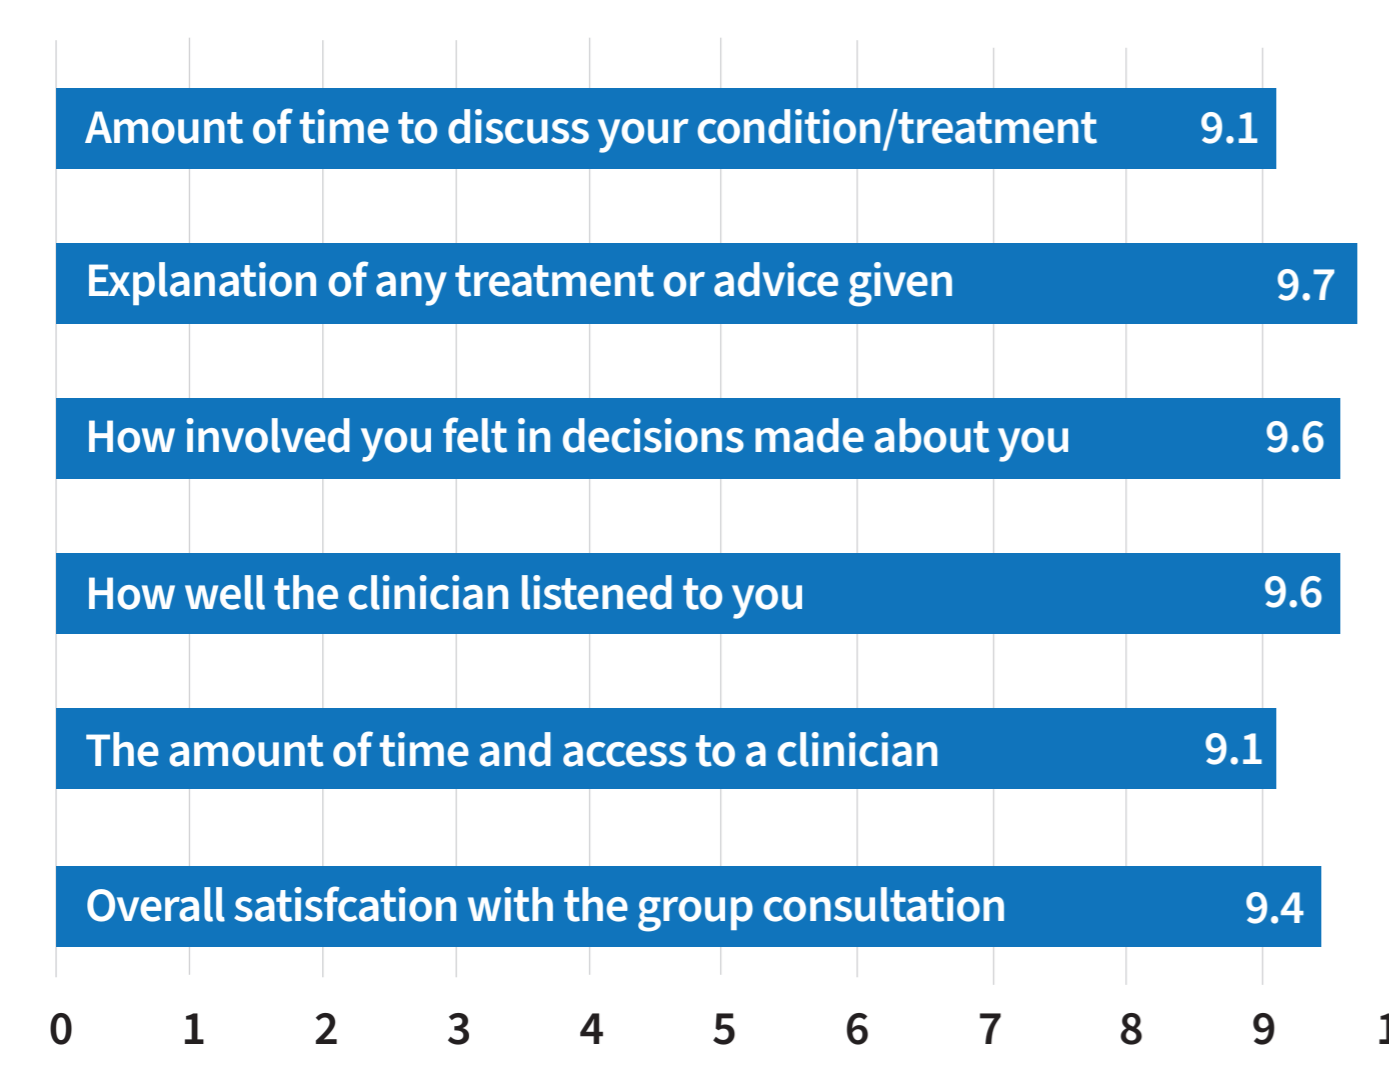 Amount of time to discuss your condition/treatment 9.1
Explanation of any treatment or advice given 9.7
How involved you felt in decisions made about you 9.6
How well the clinician listened to you 9.6
The amount of time and access to a clinician 9.1
Overall satisfcation with the group consultation 9.4
0 1 2 3 4 5 6 7 8 9